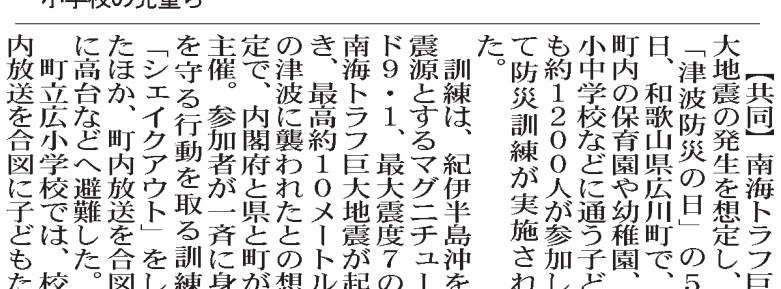 小学校の児童ら
【共同】南海トラフ巨
大地震の発生を想定し、
「津波防災の日」の5
日、和歌山県広川町で、
町内の保育園や幼稚園、
小中学校などに通う子ど
も約1200人が参加し
て防災訓練が実施され
た。
訓練は、紀伊半島沖を
震源とするマグニチュー
ド9・1、最大震度7の
南海トラフ巨大地震が起
き、最高約10メートル
の津波に襲われたとの想
定で、内閣府と県と町が
主催。参加者が一斉に身
を守る行動を取る訓練
「シェイクアウト」をし
たほか、町内放送を合図
に高台などへ避難した。
町立広小学校では、校
内放送を合図に子どもた